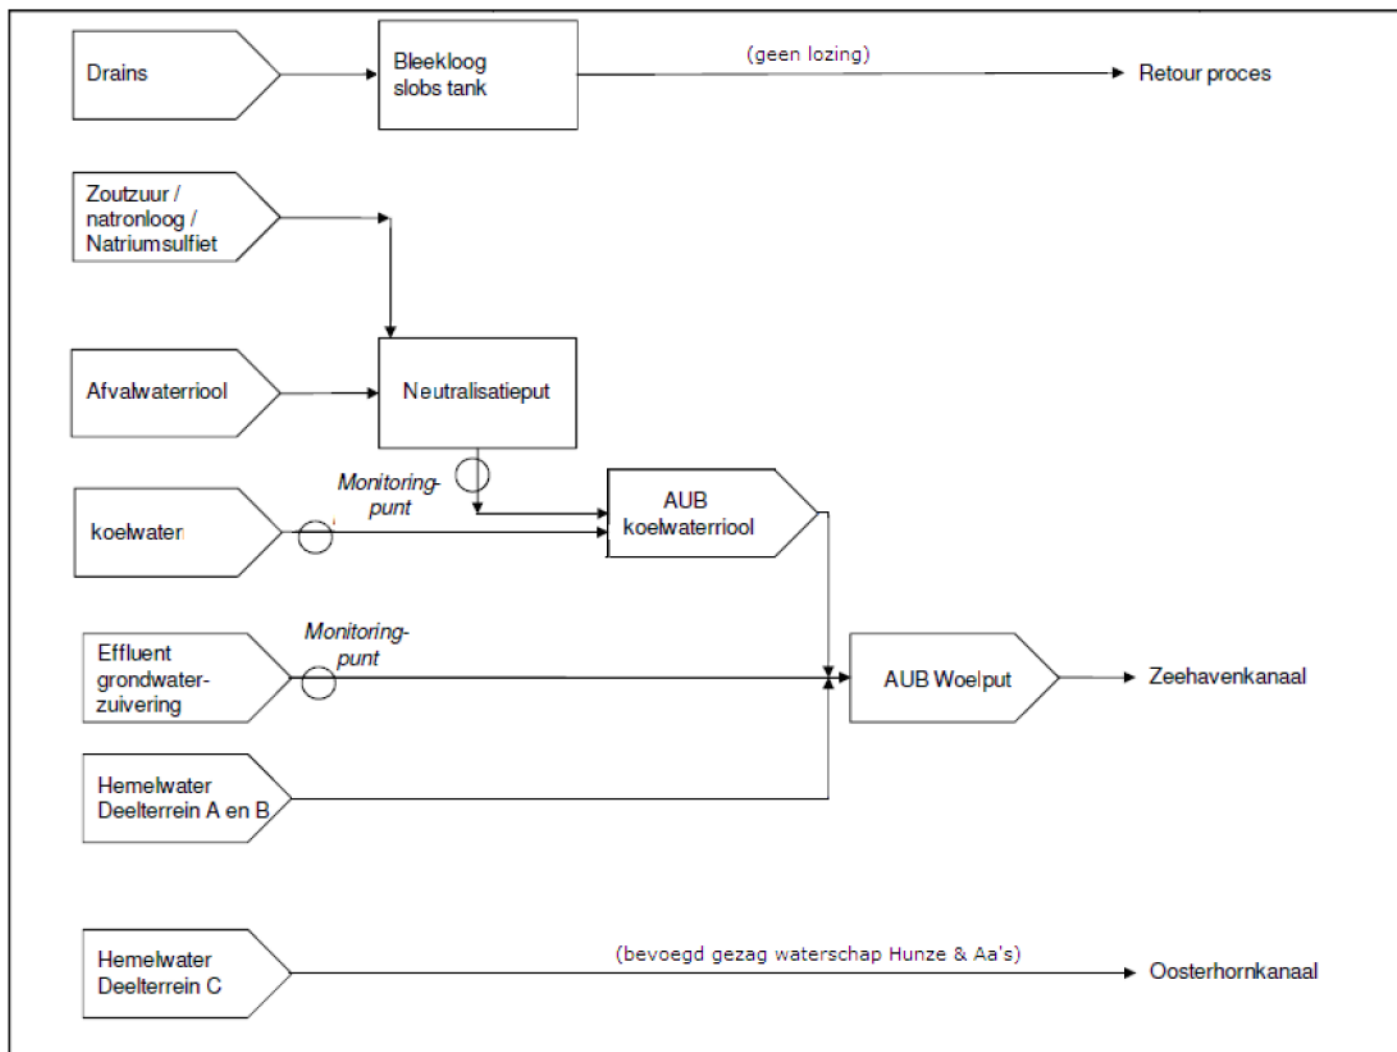 Drains
Bleekloog
slobs tank
(geen lozing)
Retour proces
Zoutzuur /
natronloog /
Natriumsulfiet
Afvalwaterriool
Neutralisatieput
Monitoring-
punt
koelwater
AUB
koelwaterriool
Effluent
grondwater-
zuivering
Monitoring-
punt
AUB Woelput
Zeehavenkanaal
Hemelwater
Deelterrein A en B
Hemelwater
Deelterrein C
(bevoegd gezag waterschap Hunze & Aa's)
Oosterhornkanaal